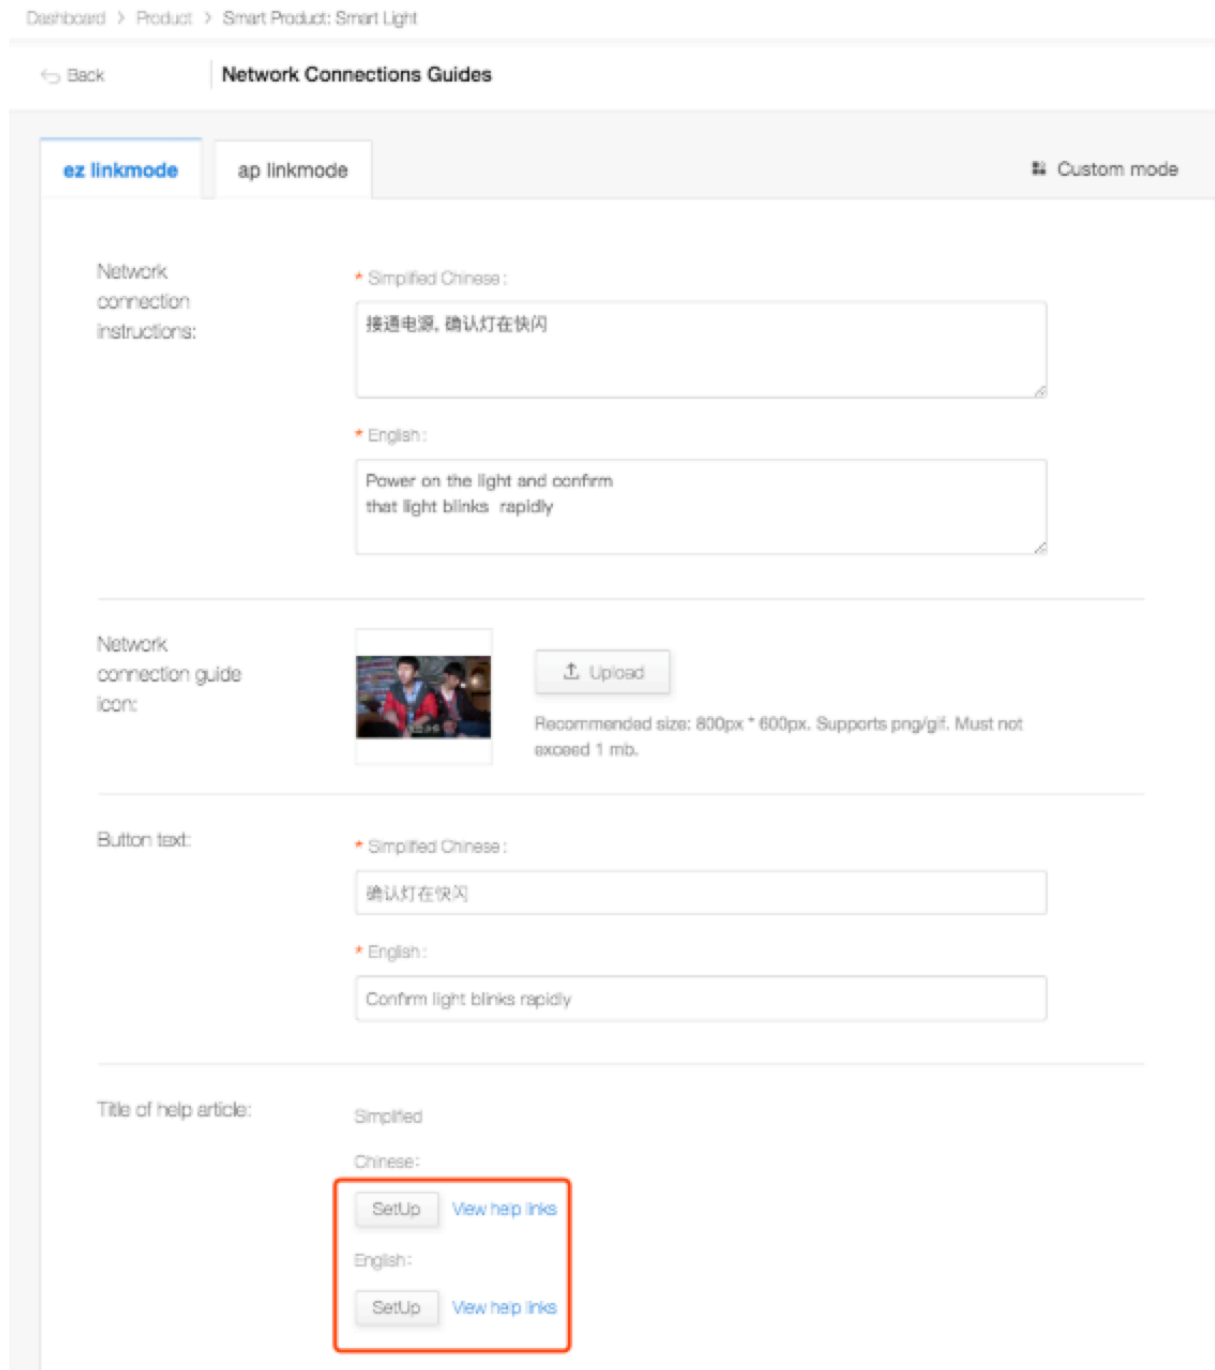 Dashboard > Product > Smart Product: Smart Light
Back
Network Connections Guides
ez linkmode
ap linkmode
Custom mode
Network
connection
instructions:
* Simplified Chinese :
接通电源, 确认灯在快闪
* English :
Power on the light and confirm
that light blinks rapidly
Network
connection guide
icon:
Upload
Recommended size: 800px * 600px. Supports png/gif. Must not
exceed 1 mb.
Button text:
* Simplified Chinese :
确认灯在快闪
* English :
Confirm light blinks rapidly
Title of help article:
Simplified
Chinese:
SetUp View help links
English:
SetUp View help links